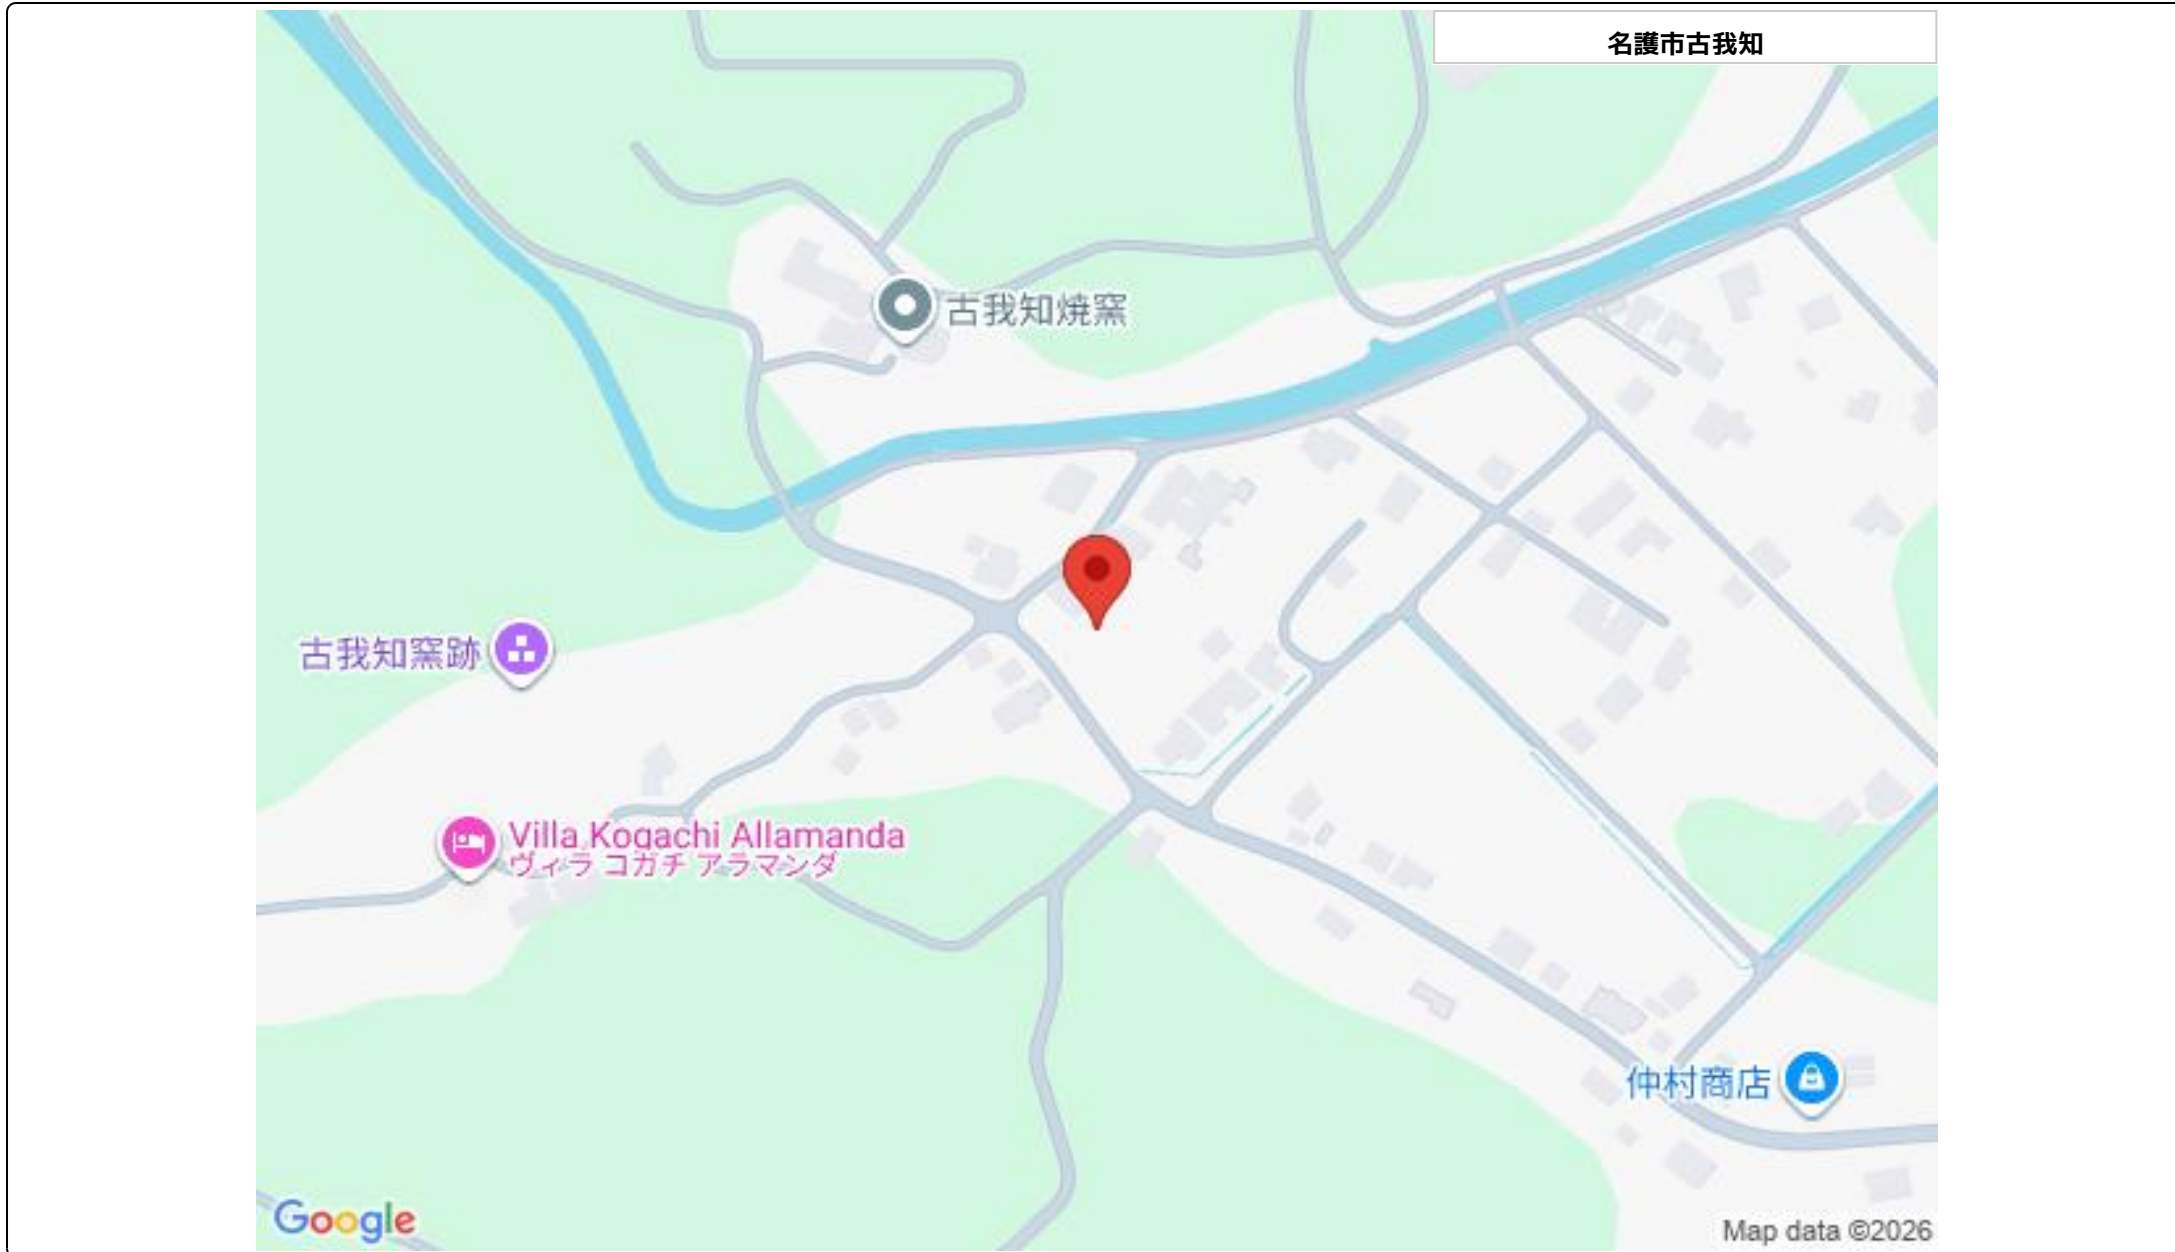 名護市古我知
古我知焼窯
古我知窯跡
Villa Kogachi Allamanda
ヴィラ コガチ アラマンダ
仲村商店
Google
Map data ©2026